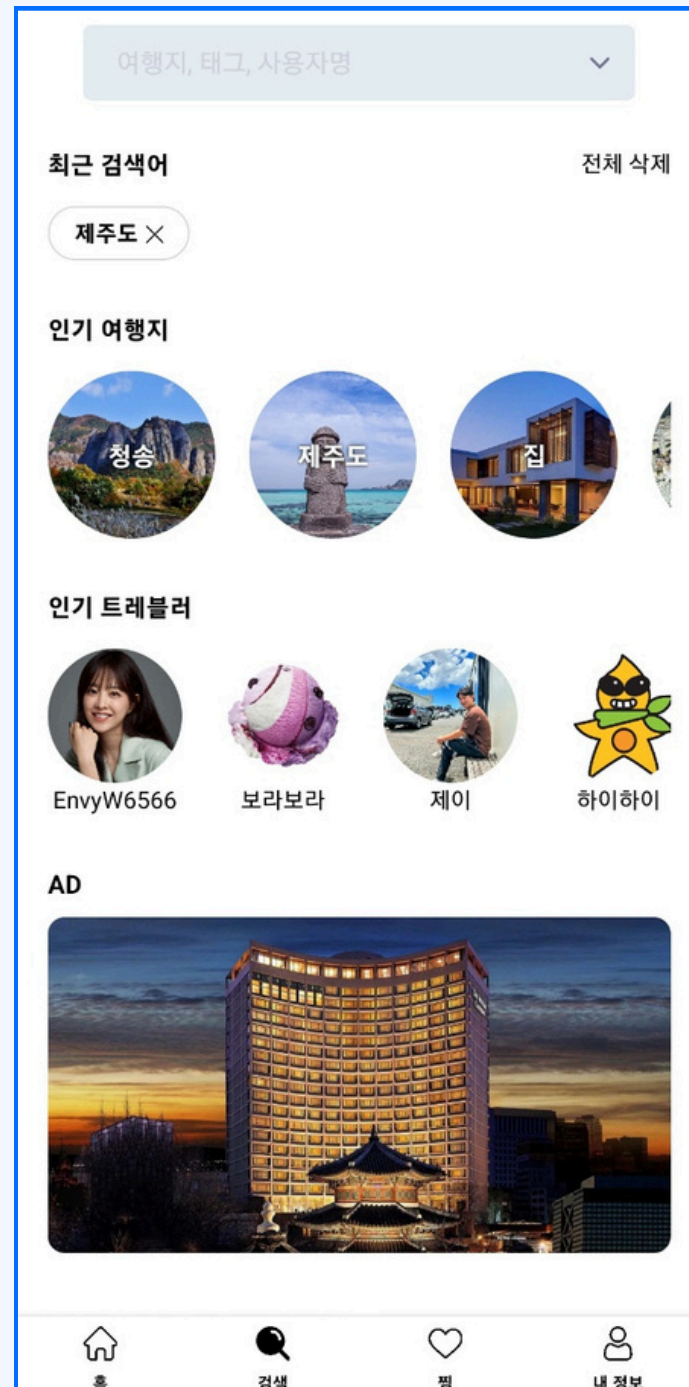 여행지, 태그, 사용자명
최근 검색어 전체 삭제
제주도 ×
인기 여행지
청송 제주도 집
인기 트레블러
EnvyW6566 보라보라 제이 하이하이
AD
홈 검색 찜 내 정보